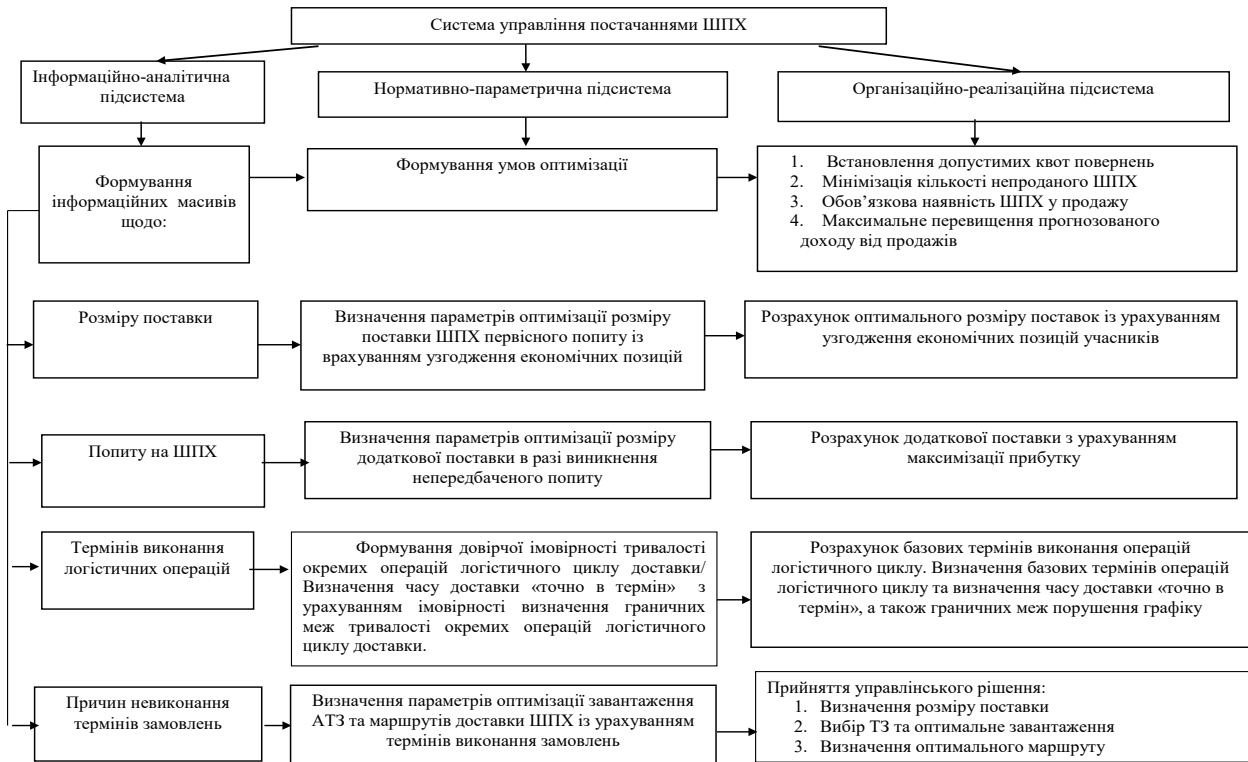 Система управління постачаннями ШПХ
Інформаційно-аналітична
підсистема
Нормативно-параметрична підсистема
Організаційно-реалізаційна підсистема
Формування
інформаційних масивів
щодо:
Формування умов оптимізації
1. Встановлення допустимих квот повернень
2. Мінімізація кількості непроданого ШПХ
3. Обов’язкова наявність ШПХ у продажу
4. Максимальне перевищення прогнозованого
доходу від продажів
Розміру поставки
Визначення параметрів оптимізації розміру
поставки ШПХ первісного попиту із
врахуванням узгодження економічних позицій
Розрахунок оптимального розміру поставок із урахуванням
узгодження економічних позицій учасників
Попиту на ШПХ
Визначення параметрів оптимізації розміру
додаткової поставки в разі виникнення
непередбаченого попиту
Розрахунок додаткової поставки з урахуванням
максимізації прибутку
Термінів виконання
логістичних операцій
Формування довірчої імовірності тривалості
окремих операцій логістичного циклу доставки/
Визначення часу доставки «точно в термін» з
урахуванням імовірності визначення граничних
меж тривалості окремих операцій логістичного
циклу доставки.
Розрахунок базових термінів виконання операцій
логістичного циклу. Визначення базових термінів операцій
логістичного циклу та визначення часу доставки «точно в
термін», а також граничних меж порушення графіку
Причин невиконання
термінів замовлень
Визначення параметрів оптимізації завантаження
АТЗ та маршрутів доставки ШПХ із урахуванням
термінів виконання замовлень
Прийняття управлінського рішення:
1. Визначення розміру поставки
2. Вибір ТЗ та оптимальне завантаження
3. Визначення оптимального маршруту